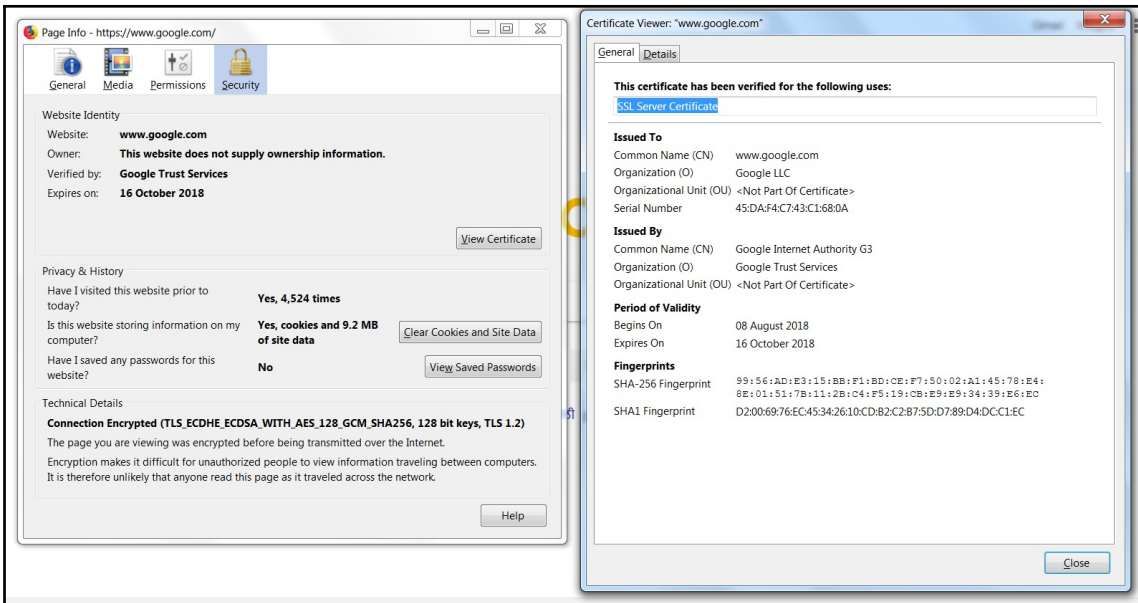 Page Info - https://www.google.com/
General Media Permissions Security
Website Identity
Website: www.google.com
Owner: This website does not supply ownership information.
Verified by: Google Trust Services
Expires on: 16 October 2018
View Certificate
Privacy & History
Have I visited this website prior to
today?
Yes, 4,524 times
Is this website storing information on my
computer?
Yes, cookies and 9.2 MB
of site data
Clear Cookies and Site Data
Have I saved any passwords for this
website?
No
View Saved Passwords
Technical Details
Connection Encrypted (TLS_ECDHE_ECDSA_WITH_AES_128_GCM_SHA256, 128 bit keys, TLS 1.2)
The page you are viewing was encrypted before being transmitted over the Internet.
Encryption makes it difficult for unauthorized people to view information traveling between computers.
It is therefore unlikely that anyone read this page as it traveled across the network.
Help
Certificate Viewer: "www.google.com"
General Details
This certificate has been verified for the following uses:
SSL Server Certificate
Issued To
Common Name (CN) www.google.com
Organization (O) Google LLC
Organizational Unit (OU) <Not Part Of Certificate>
Serial Number 45:DA:F4:C7:43:C1:68:0A
Issued By
Common Name (CN) Google Internet Authority G3
Organization (O) Google Trust Services
Organizational Unit (OU) <Not Part Of Certificate>
Period of Validity
Begins On 08 August 2018
Expires On 16 October 2018
Fingerprints
SHA-256 Fingerprint 99:56:AD:E3:15:BB:F1:BD:CE:F7:50:02:A1:45:78:E4:
8E:01:51:7B:11:2B:C4:F5:19:CB:E9:E9:34:39:E6:EC
SHA1 Fingerprint D2:00:69:76:EC:45:34:26:10:CD:B2:C2:B7:5D:D7:89:D4:DC:C1:EC
Close